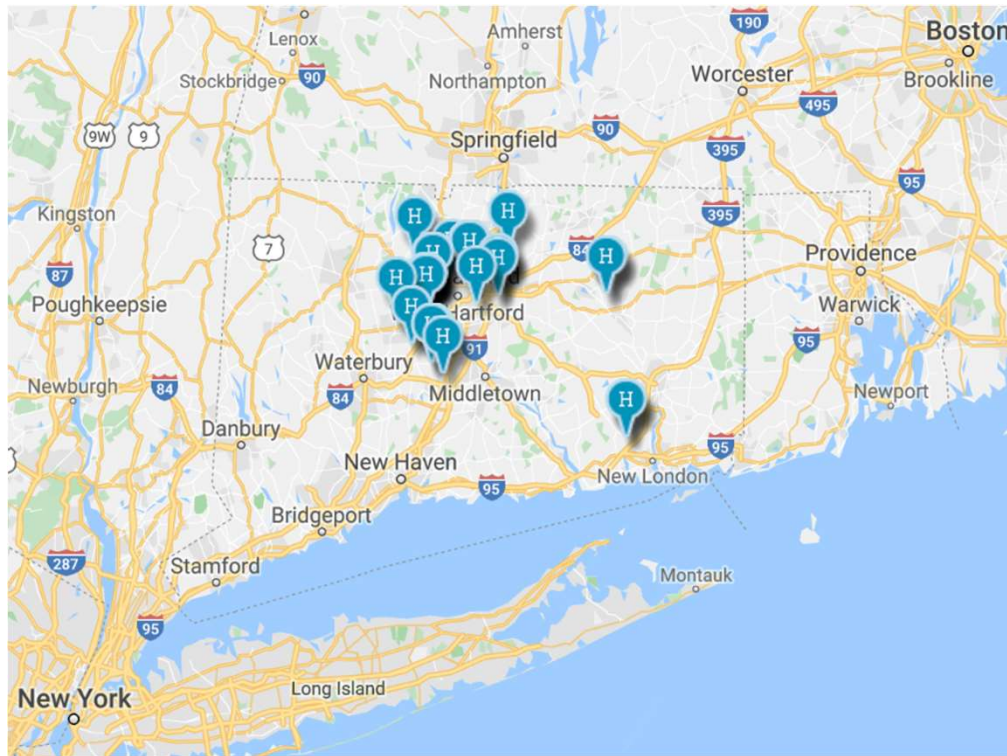 190
Boston
Lenox
Amherst
Brookline
Stockbridge
90
Northampton
Worcester
495
9W
9
Springfield
90
395
95
Kingston
H
H
395
7
H
H
84
H
H
H
Providence
87
H
H
H
Poughkeepsie
H
Hartford
Warwick
H
91
95
Waterbury
Newburgh
84
84
Middletown
H
Newport
Danbury
95
New Haven
New London
95
Bridgeport
287
Stamford
Montauk
95
New York
Long Island